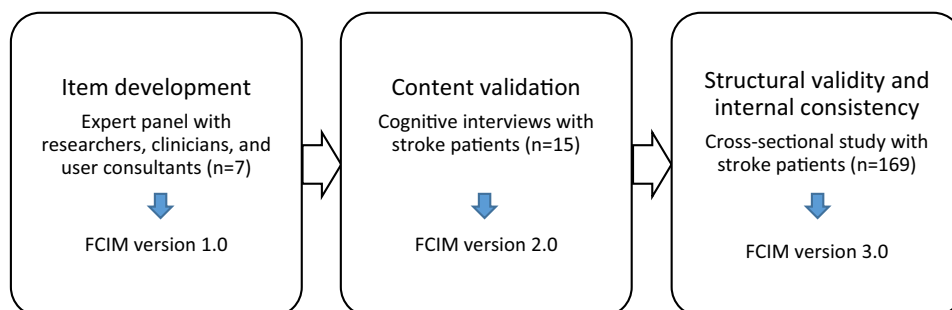 Item development
Expert panel with
researchers, clinicians, and
user consultants (n=7)
FCIM version 1.0
Content validation
Cognitive interviews with
stroke patients (n=15)
FCIM version 2.0
Structural validity and
internal consistency
Cross-sectional study with
stroke patients (n=169)
FCIM version 3.0